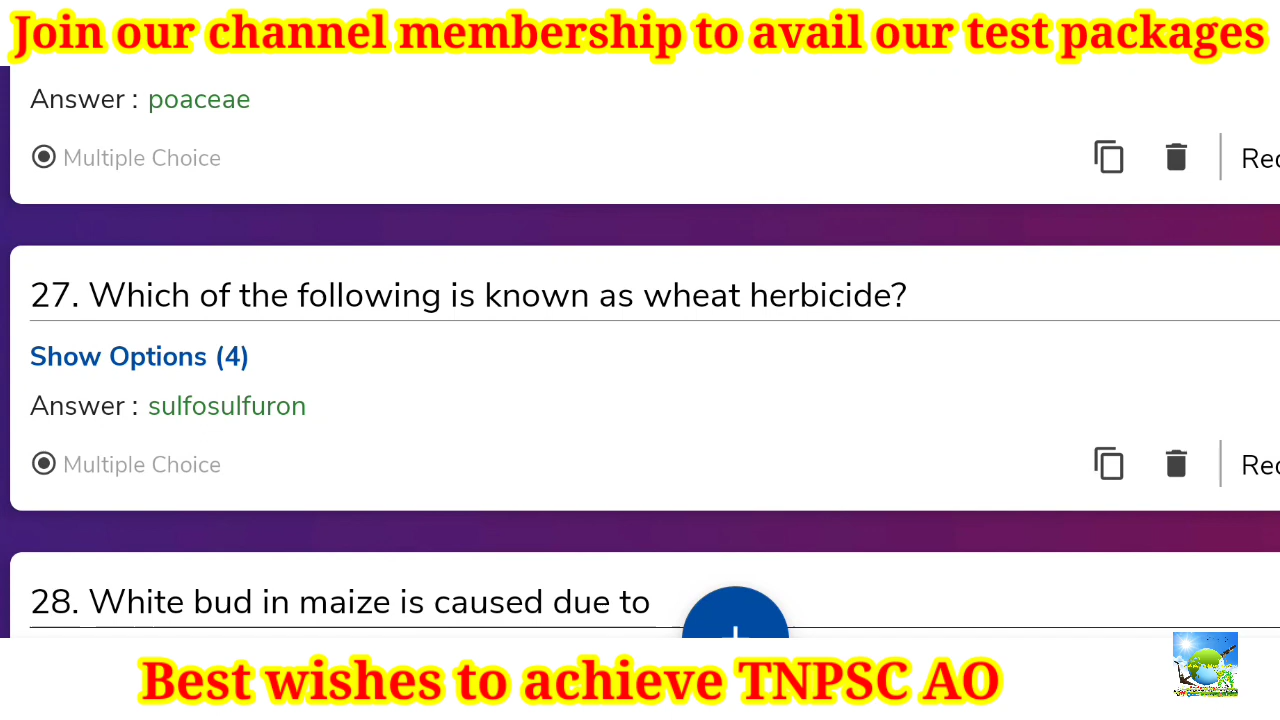 Join our channel membership to avail our test packages
Answer : poaceae
Multiple Choice
27. Which of the following is known as wheat herbicide?
Show Options (4)
Answer : sulfosulfuron
Multiple Choice
28. White bud in maize is caused due to
Best wishes to achieve TNPSC AO